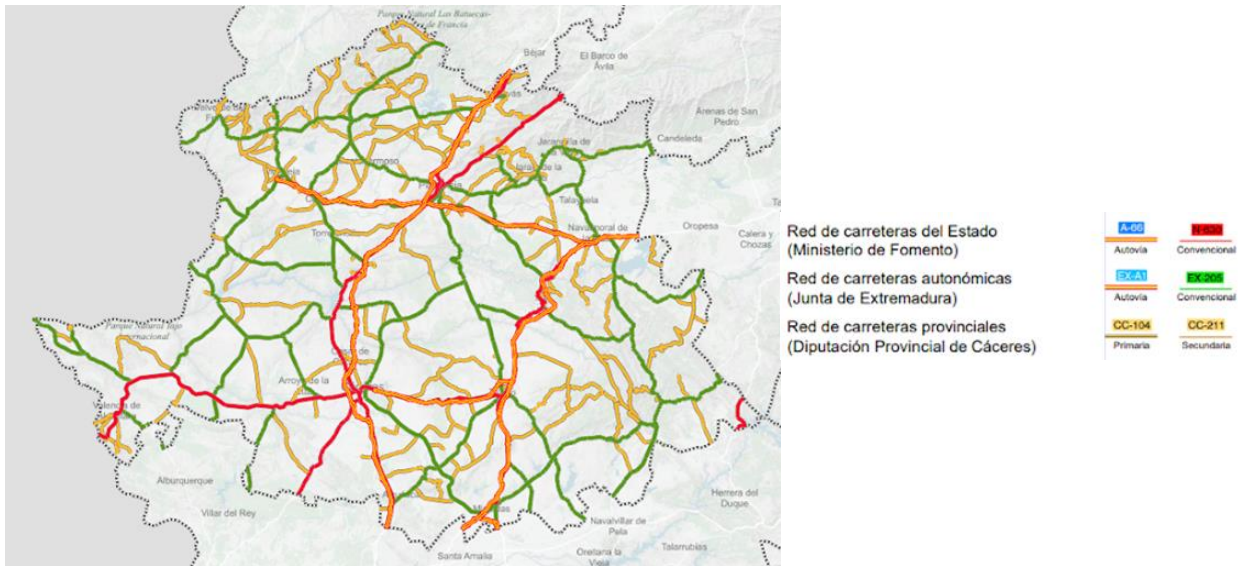 Parque Natural Las Batuecas-
de Francia
Béjar
El Barco de
Ávila
Arenas de San
Pedro
Candeleda
Jarandilla de
Talayuela
Oropesa
Calera y
Chozas
Navalmoral de
Parque Natural Tajo
Internacional
Arroyo de la
Valencia de
Alburquerque
Villar del Rey
Santa Amalia
Navalvillar de
Pela
Orellana la
Vieja
Talarrubias
Herrera del
Duque
Red de carreteras del Estado
(Ministerio de Fomento)
A-66
Autovía
N-630
Convencional
Red de carreteras autonómicas
(Junta de Extremadura)
EX-A1
Autovía
EX-205
Convencional
Red de carreteras provinciales
(Diputación Provincial de Cáceres)
CC-104
Primaria
CC-211
Secundaria